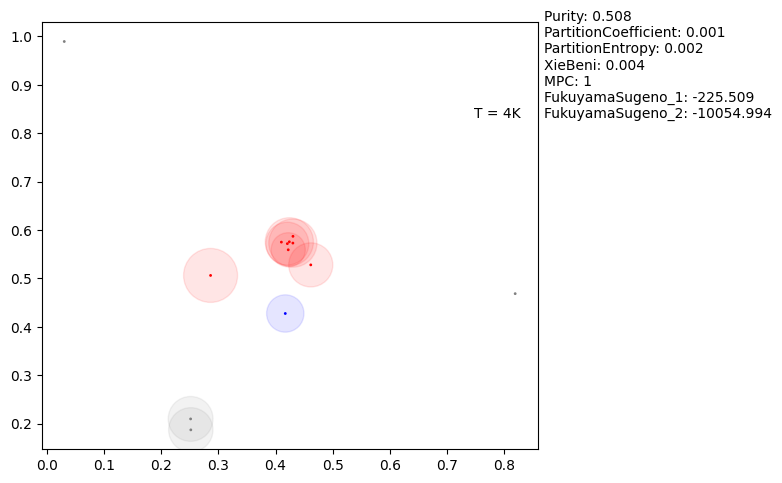 Purity: 0.508
PartitionCoefficient: 0.001
PartitionEntropy: 0.002
XieBeni: 0.004
MPC: 1
FukuyamaSugeno_1: -225.509
FukuyamaSugeno_2: -10054.994
T = 4K
1.0
0.9
0.8
0.7
0.6
0.5
0.4
0.3
0.2
0.0 0.1 0.2 0.3 0.4 0.5 0.6 0.7 0.8